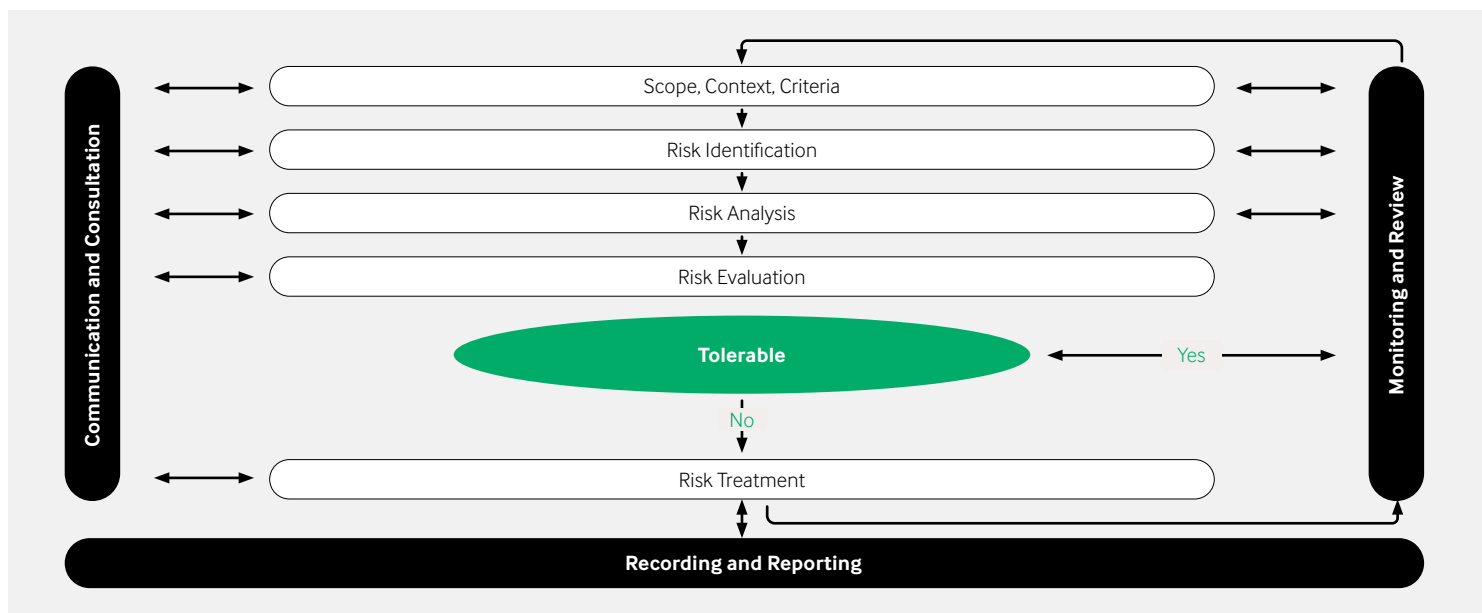 Communication and Consultation
Scope, Context, Criteria
Risk Identification
Risk Analysis
Risk Evaluation
Tolerable
Yes
No
Risk Treatment
Monitoring and Review
Recording and Reporting